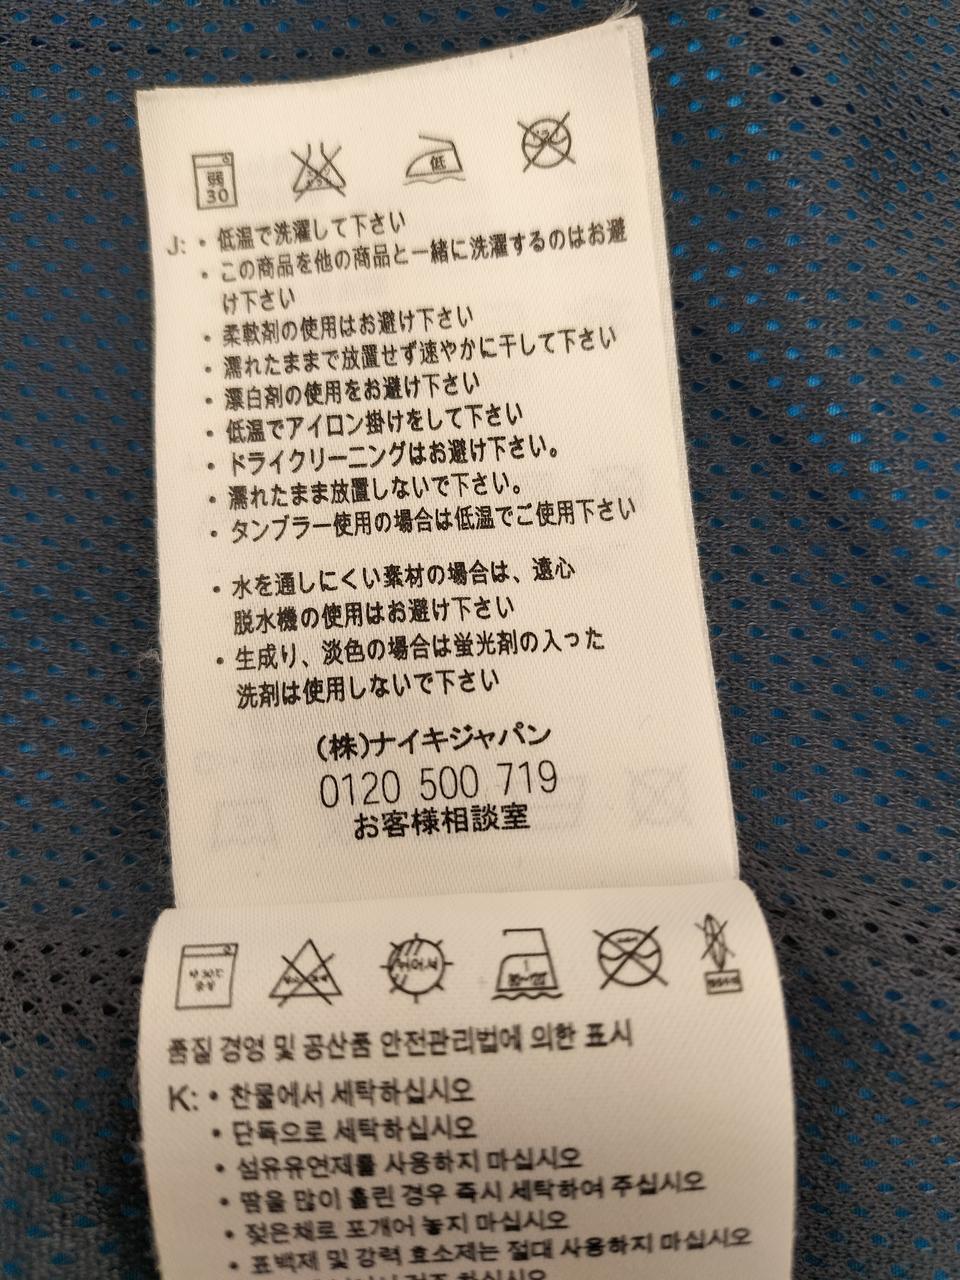 弱
30
低
J: • 低温で洗濯して下さい
• この商品を他の商品と一緒に洗濯するのはお避
け下さい
• 柔軟剤の使用はお避け下さい
• 濡れたままで放置せず速やかに干して下さい
• 漂白剤の使用をお避け下さい
• 低温でアイロン掛けをして下さい
• ドライクリーニングはお避け下さい。
• 濡れたまま放置しないで下さい。
• タンブラー使用の場合は低温でご使用下さい
• 水を通しにくい素材の場合は、遠心
脱水機の使用はお避け下さい
• 生成り、淡色の場合は蛍光剤の入った
洗剤は使用しないで下さい
(株)ナイキジャパン
0120 500 719
お客様相談室
약 30℃
중성
품질 경영 및 공산품 안전관리법에 의한 표시
K: • 찬물에서 세탁하십시오
• 단독으로 세탁하십시오
• 섬유유연제를 사용하지 마십시오
• 땀을 많이 흘린 경우 즉시 세탁하여 주십시오
• 젖은채로 포개어 놓지 마십시오
• 표백제 및 강력 효소제는 절대 사용하지 마십시오